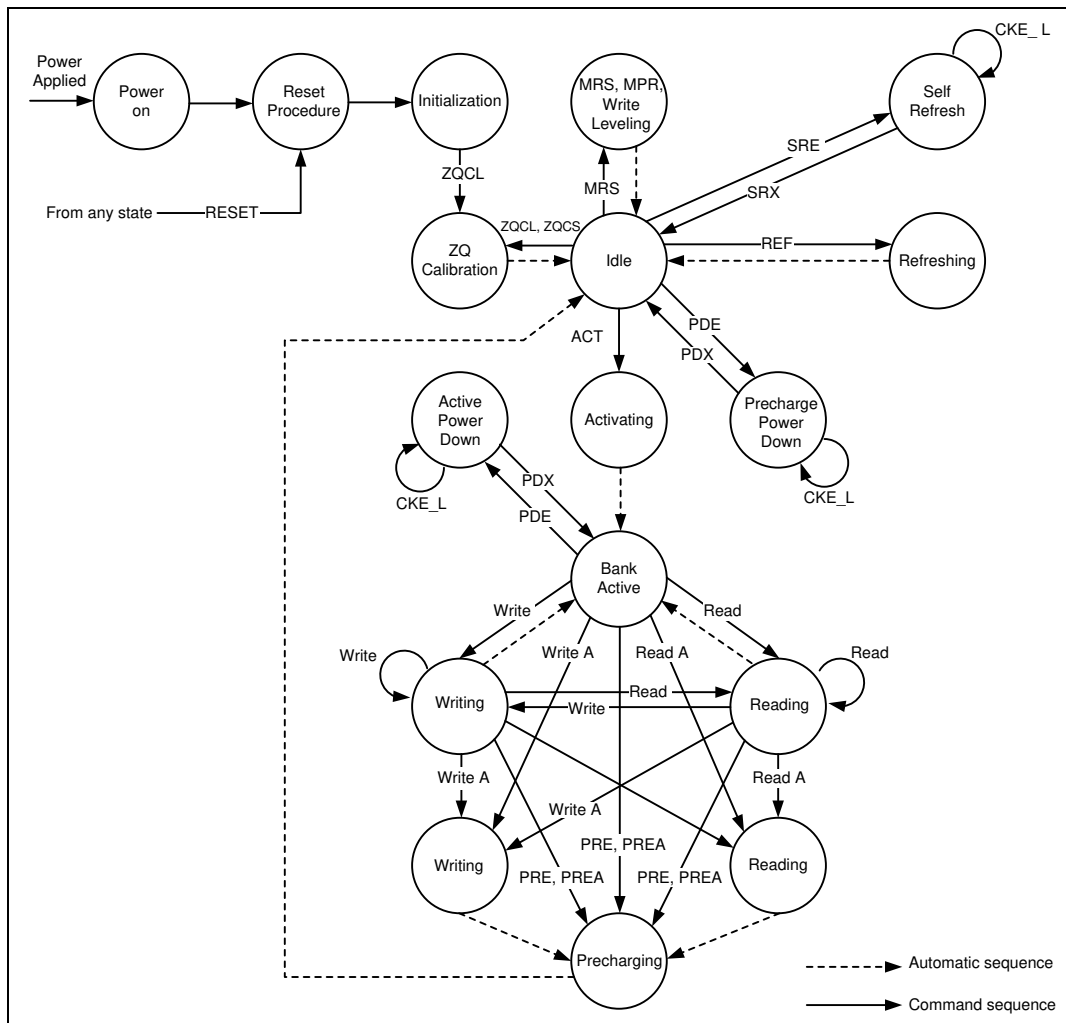 CKE_ L
Power
Applied
Power
on
Reset
Procedure
Initialization
MRS, MPR,
Write
Leveling
Self
Refresh
SRE
ZQCL
MRS
SRX
From any state
RESET
ZQCL, ZQCS
REF
ZQ
Calibration
Idle
Refreshing
PDE
ACT
PDX
Active
Power
Down
Activating
Precharge
Power
Down
PDX
CKE_L
CKE_L
PDE
Bank
Active
Write
Read
Write
Write A
Read A
Read
Writing
Read
Write
Reading
Write A
Read A
Write A
Writing
PRE, PREA
Reading
PRE, PREA
PRE, PREA
Precharging
Automatic sequence
Command sequence